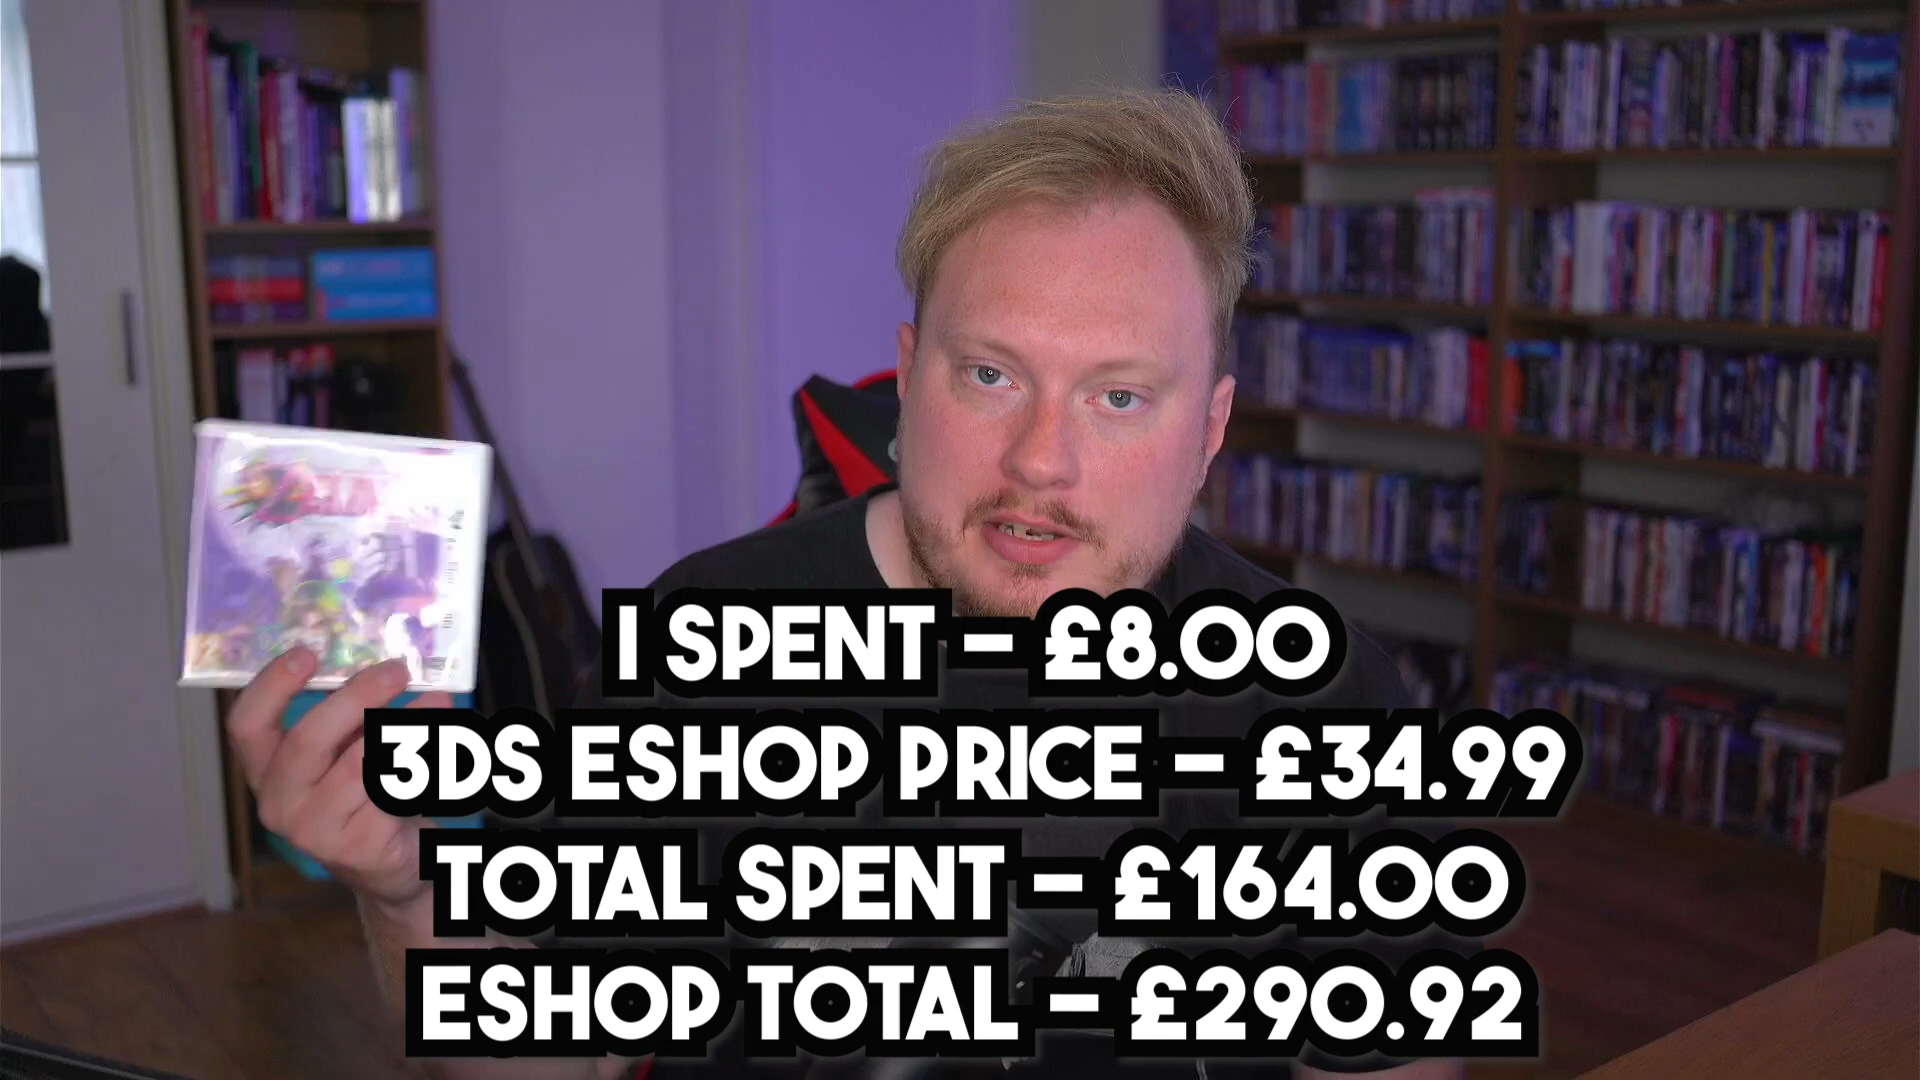 I SPENT – £8.00
3DS ESHOP PRICE – £34.99
TOTAL SPENT – £164.00
ESHOP TOTAL – £290.92